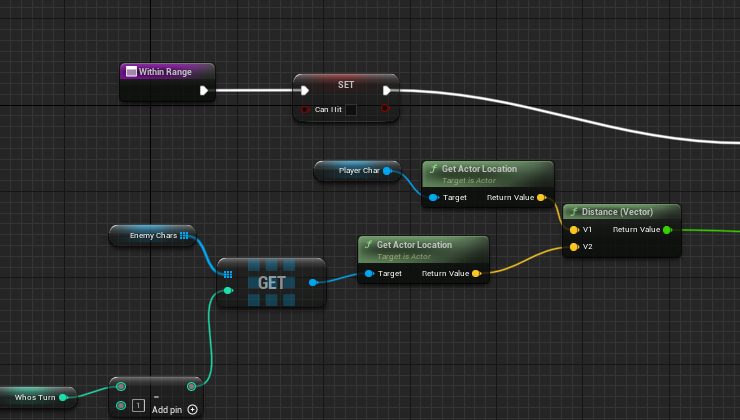 Within Range
SET
Can Hit
Player Char
Get Actor Location
Target is Actor
Target
Return Value
Distance (Vector)
V1
Return Value
V2
Enemy Chars
GET
Get Actor Location
Target is Actor
Target
Return Value
Whos Turn
-
1
Add pin